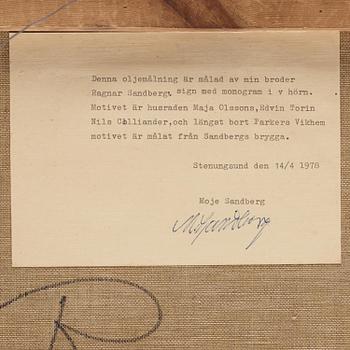 Denna oljemålning är målad av min broder
Ragnar Sandberg, sign med monogram i v hörn.
Motivet är husraden Maja Olssons,Edvin Torin
Nils Calliander,och längst bort Farkers Vikhem
motivet är målat från Sandbergs brygga.
Stenungsund den 14/4 1978
Moje Sandberg
M Sandberg
R